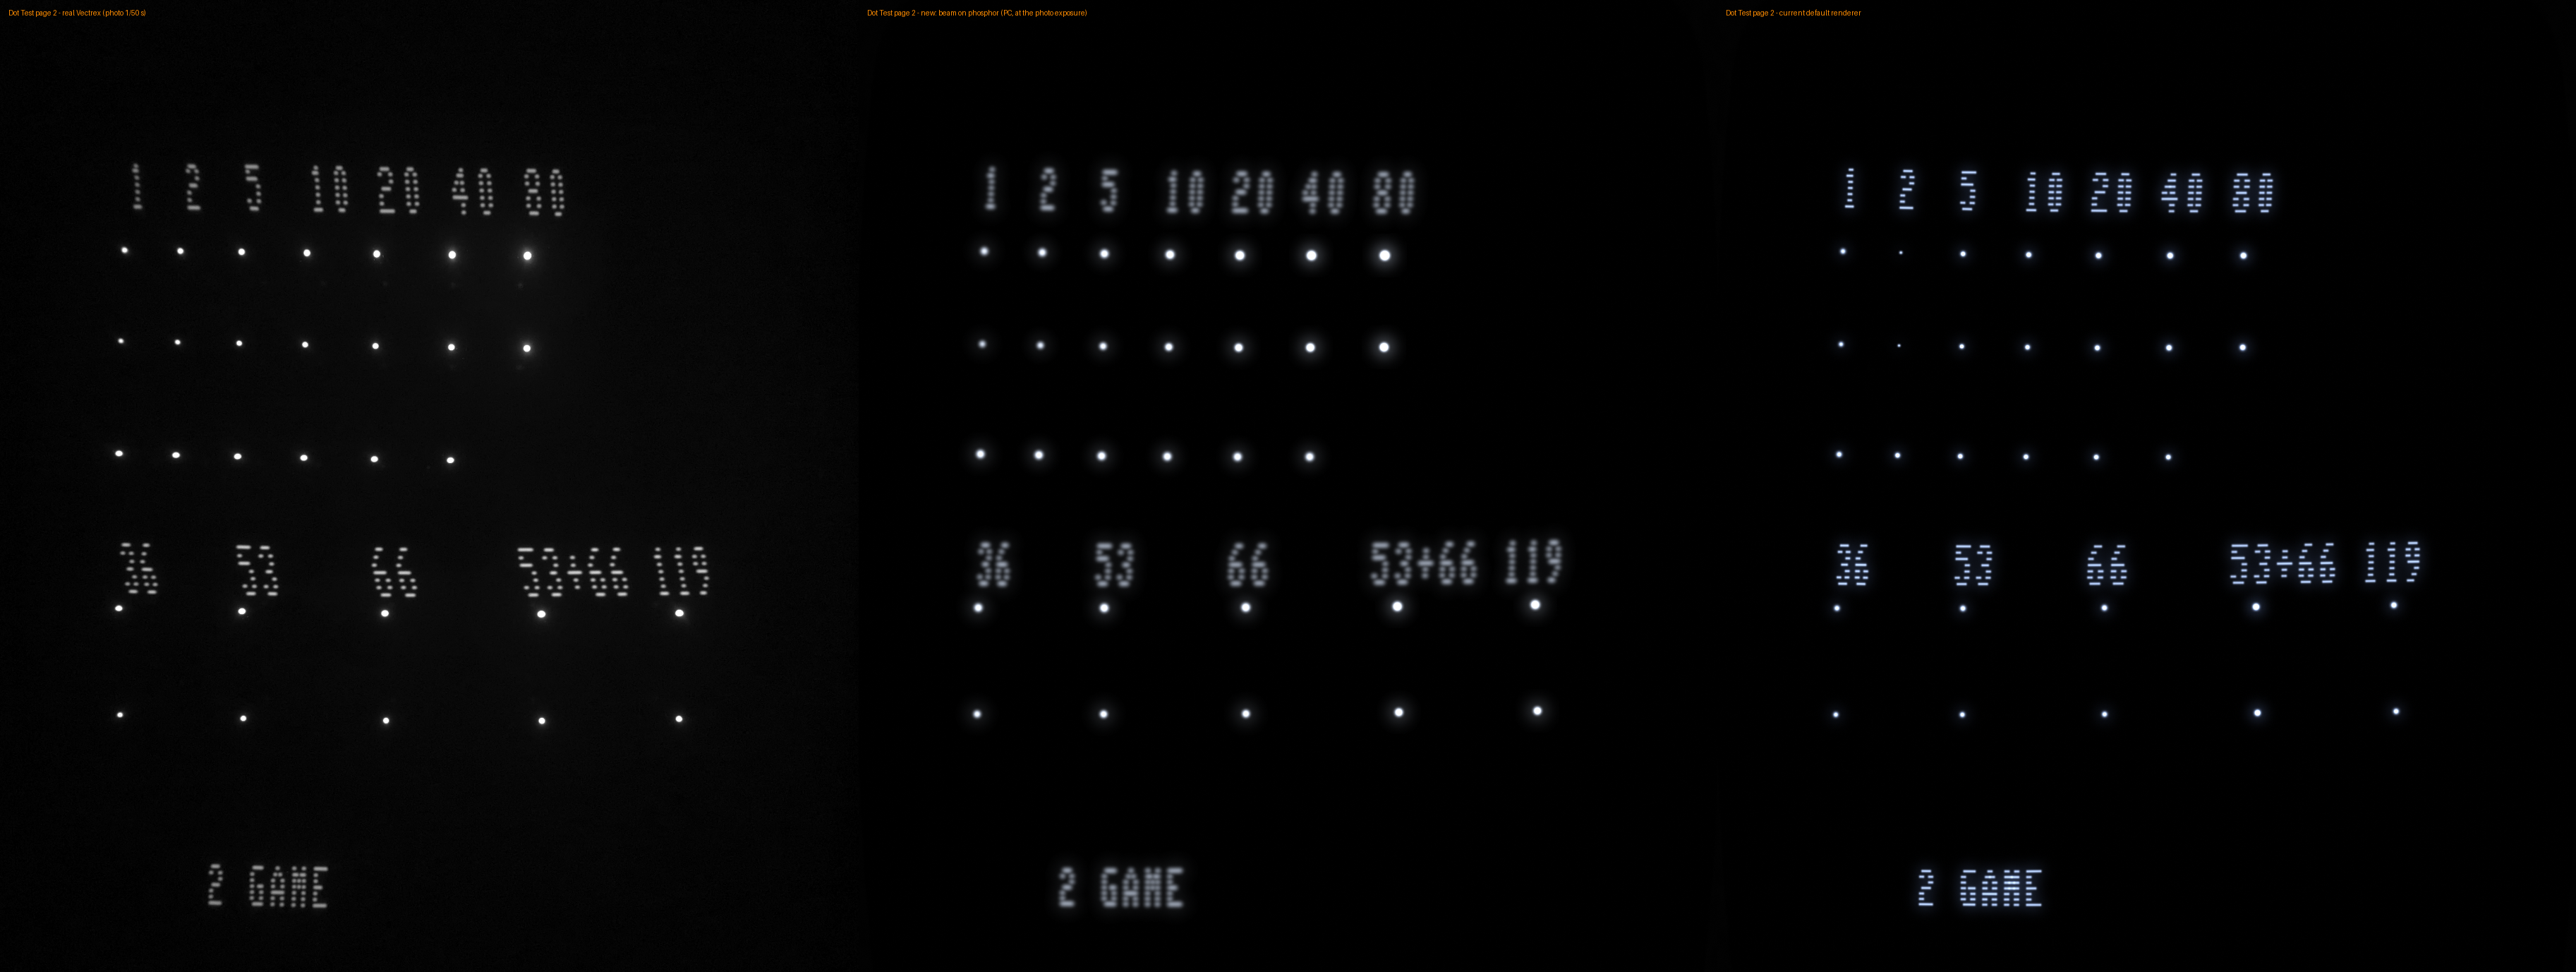 Dot Test page 2 - real Vectrex (photo 1/50 s)
1 2 5 10 20 40 80
36 53 66 53+66 119
2 GAME
Dot Test page 2 - new: beam on phosphor (PC, at the photo exposure)
1 2 5 10 20 40 80
36 53 66 53+66 119
2 GAME
Dot Test page 2 - current default renderer
1 2 5 10 20 40 80
36 53 66 53+66 119
2 GAME